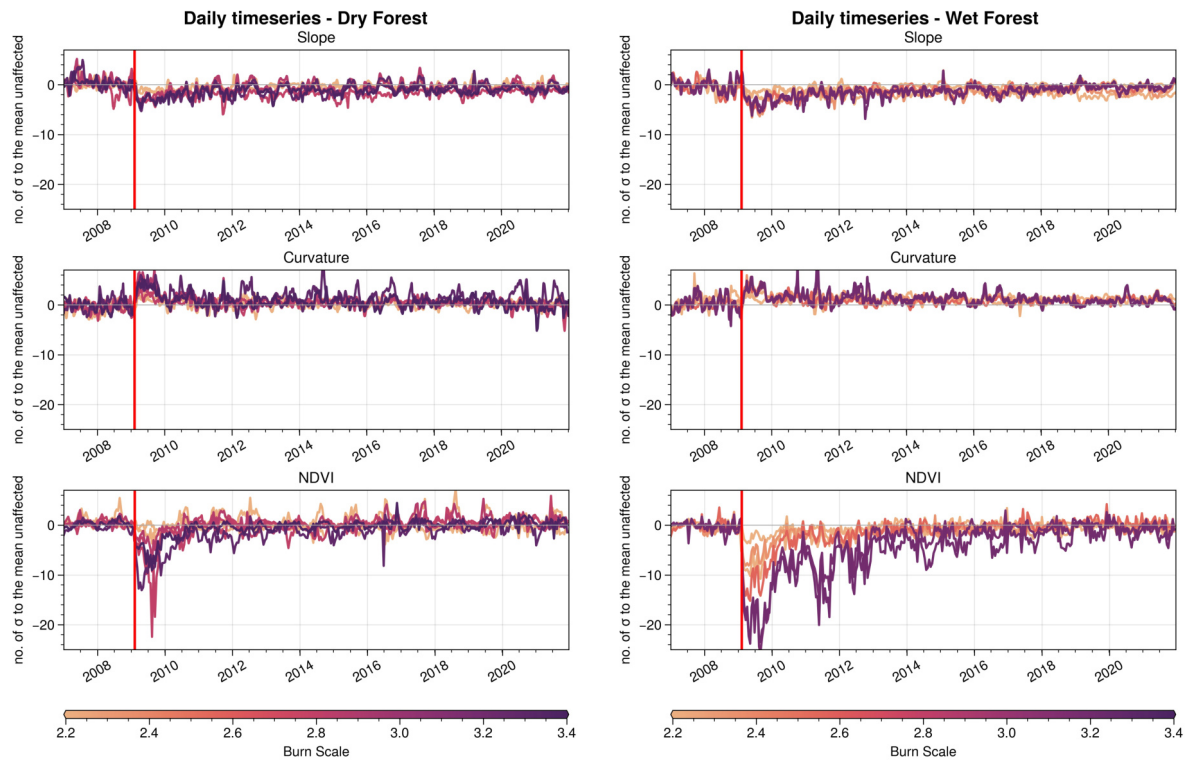 Daily timeseries - Dry Forest
Slope
no. of σ to the mean unaffected
0
−10
−20
2008 2010 2012 2014 2016 2018 2020
Curvature
no. of σ to the mean unaffected
0
−10
−20
2008 2010 2012 2014 2016 2018 2020
NDVI
no. of σ to the mean unaffected
0
−10
−20
2008 2010 2012 2014 2016 2018 2020
2.2 2.4 2.6 2.8 3.0 3.2 3.4
Burn Scale
Daily timeseries - Wet Forest
Slope
no. of σ to the mean unaffected
0
−10
−20
2008 2010 2012 2014 2016 2018 2020
Curvature
no. of σ to the mean unaffected
0
−10
−20
2008 2010 2012 2014 2016 2018 2020
NDVI
no. of σ to the mean unaffected
0
−10
−20
2008 2010 2012 2014 2016 2018 2020
2.2 2.4 2.6 2.8 3.0 3.2 3.4
Burn Scale